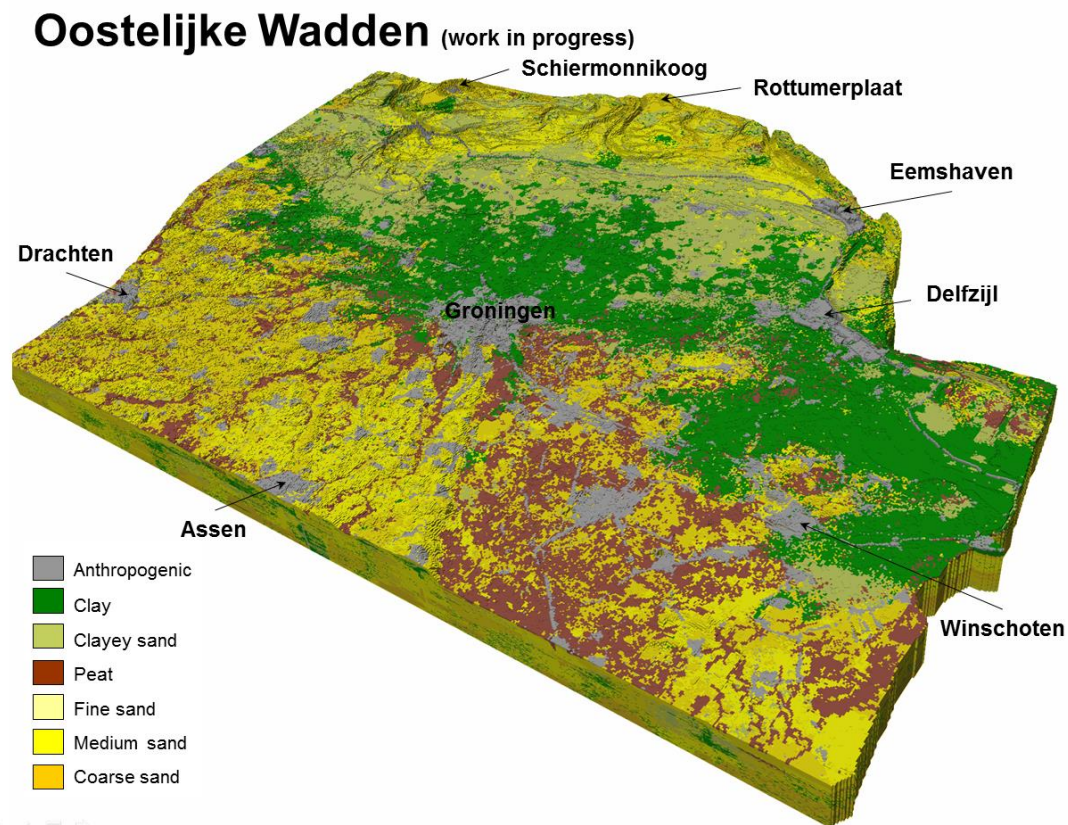 Oostelijke Wadden (work in progress)
Schiermonnikoog
Rottumerplaat
Eemshaven
Drachten
Delfzijl
Groningen
Assen
Winschoten
Anthropogenic
Clay
Clayey sand
Peat
Fine sand
Medium sand
Coarse sand